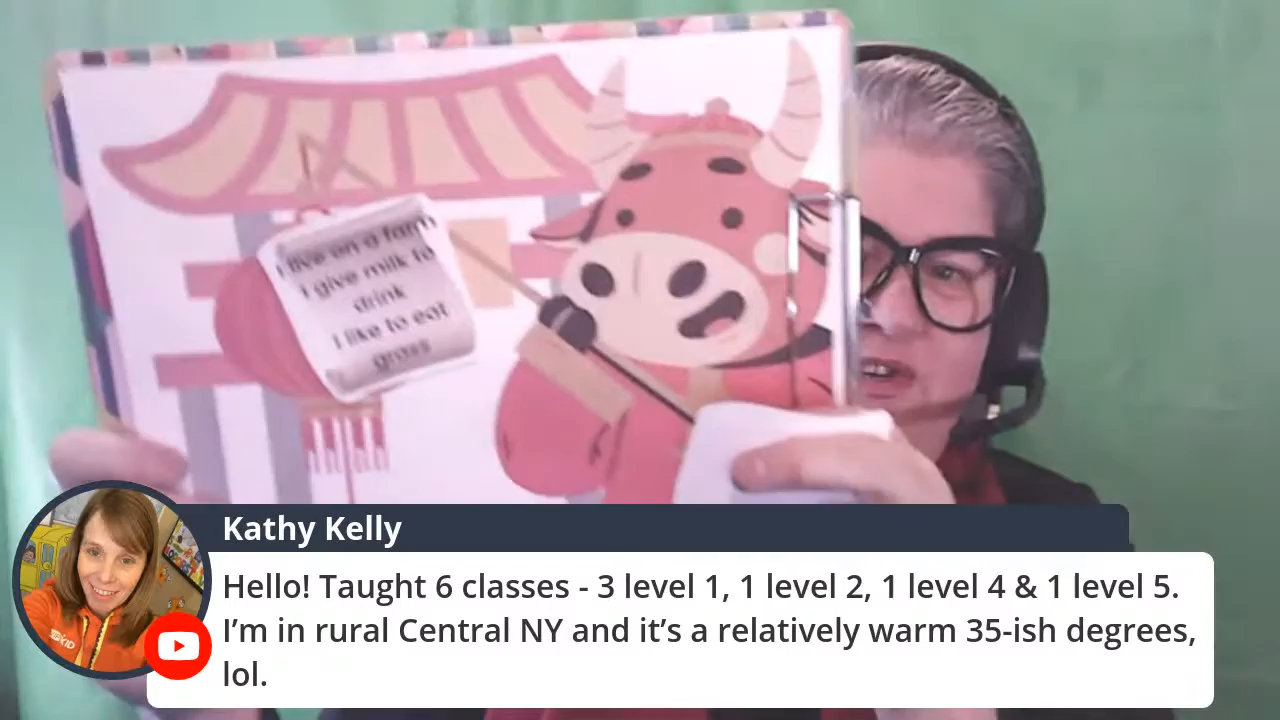 I live on a farm
I give milk to
drink
I like to eat
grass
Kathy Kelly
Hello! Taught 6 classes - 3 level 1, 1 level 2, 1 level 4 & 1 level 5.
I’m in rural Central NY and it’s a relatively warm 35-ish degrees,
lol.